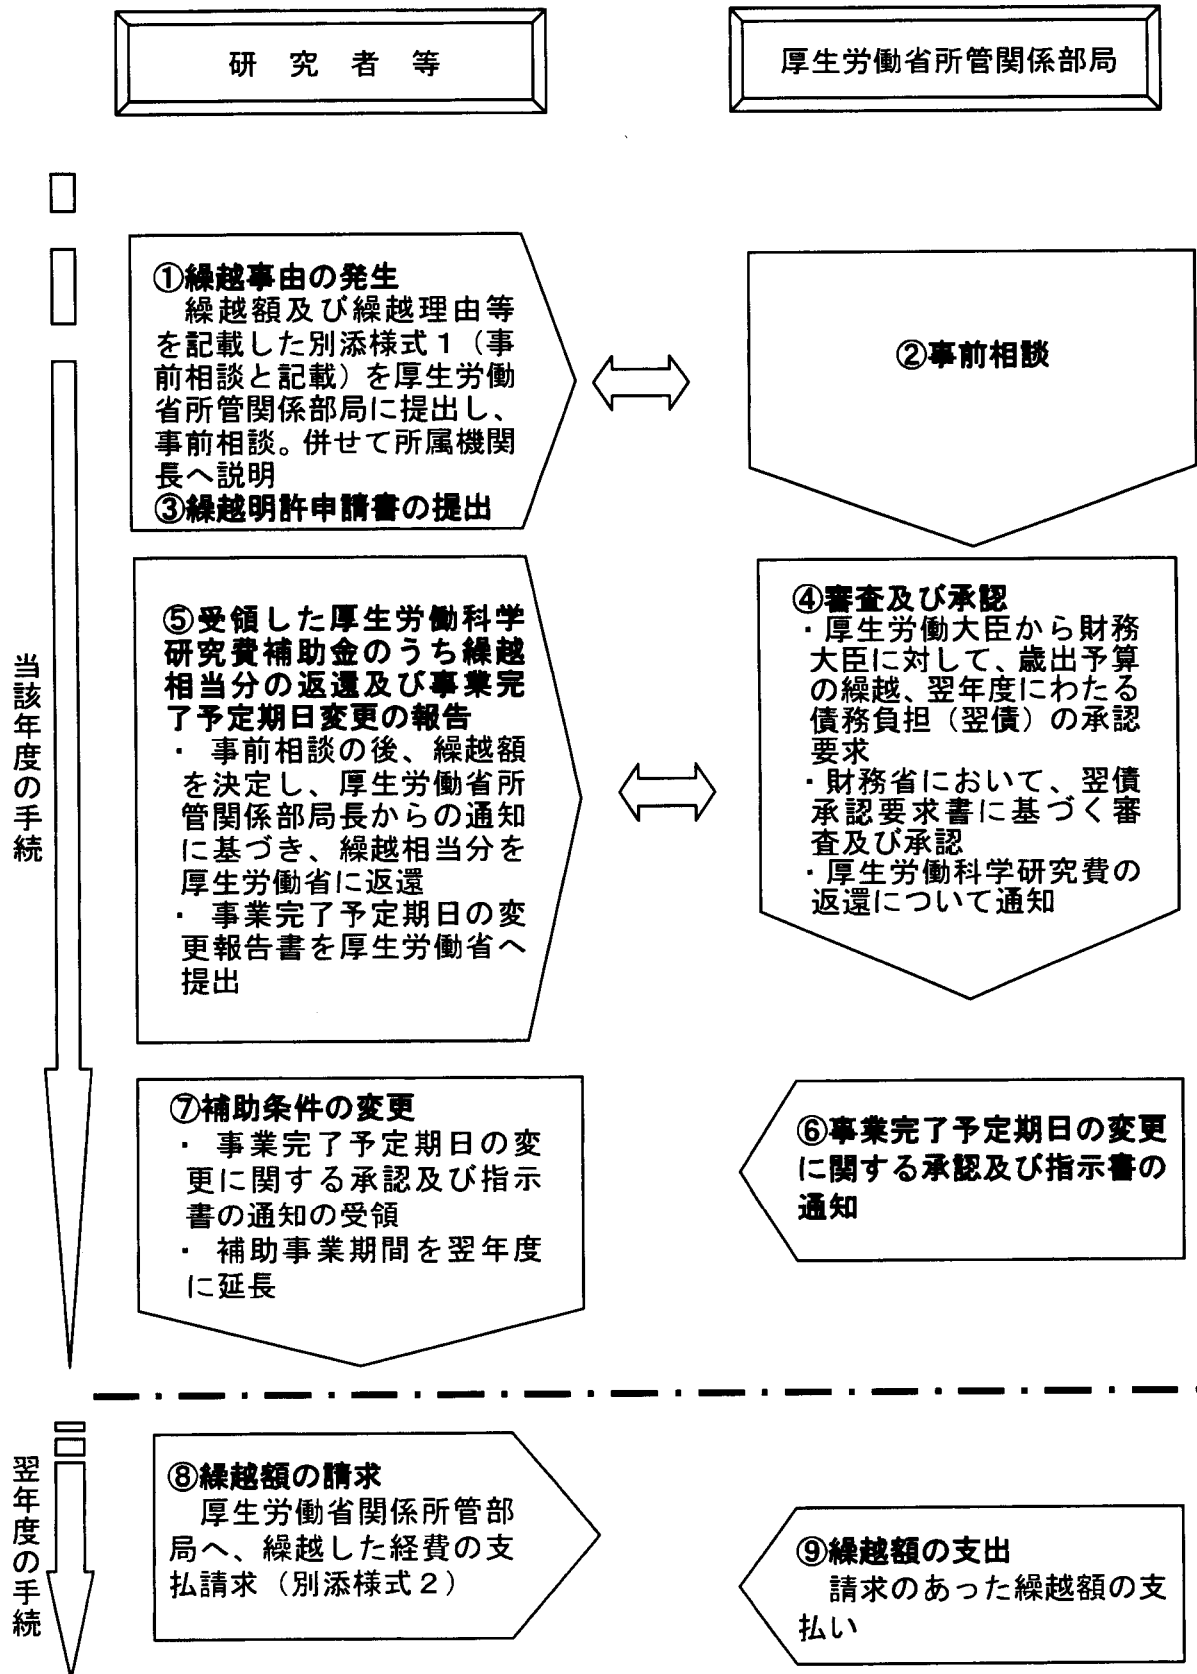 研究者等
厚生労働省所管関係部局
当該年度の手続
①繰越事由の発生
繰越額及び繰越理由等
を記載した別添様式1（事
前相談と記載）を厚生労働
省所管関係部局に提出し、
事前相談。併せて所属機関
長へ説明
③繰越明許申請書の提出
②事前相談
⑤受領した厚生労働科学
研究費補助金のうち繰越
相当分の返還及び事業完
了予定期日変更の報告
・ 事前相談の後、繰越額
を決定し、厚生労働省所
管関係部局長からの通知
に基づき、繰越相当分を
厚生労働省に返還
・ 事業完了予定期日の変
更報告書を厚生労働省へ
提出
④審査及び承認
・厚生労働大臣から財務
大臣に対して、歳出予算
の繰越、翌年度にわたる
債務負担（翌債）の承認
要求
・財務省において、翌債
承認要求書に基づく審
査及び承認
・厚生労働科学研究費の
返還について通知
⑦補助条件の変更
・ 事業完了予定期日の変
更に関する承認及び指示
書の通知の受領
・ 補助事業期間を翌年度
に延長
⑥事業完了予定期日の変更
に関する承認及び指示書の
通知
翌年度の手続
⑧繰越額の請求
厚生労働省関係所管部
局へ、繰越した経費の支
払請求（別添様式2）
⑨繰越額の支出
請求のあった繰越額の支
払い